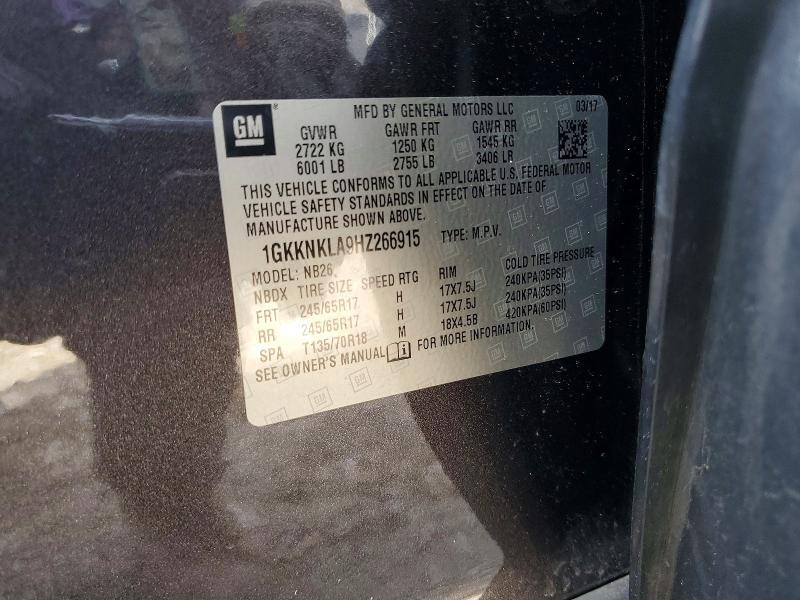 GM
MFD BY GENERAL MOTORS LLC 03/17
GVWR GAWR FRT GAWR RR
2722 KG 1250 KG 1545 KG
6001 LB 2755 LB 3406 LB
THIS VEHICLE CONFORMS TO ALL APPLICABLE U.S. FEDERAL MOTOR
VEHICLE SAFETY STANDARDS IN EFFECT ON THE DATE OF
MANUFACTURE SHOWN ABOVE.
1GKKNKLA9HZ266915 TYPE: M.P.V.
MODEL: NB26
NBDX TIRE SIZE SPEED RTG RIM COLD TIRE PRESSURE
FRT 245/65R17 H 17X7.5J 240KPA(35PSI)
RR 245/65R17 H 17X7.5J 240KPA(35PSI)
SPA T135/70R18 M 18X4.5B 420KPA(60PSI)
SEE OWNER'S MANUAL FOR MORE INFORMATION.